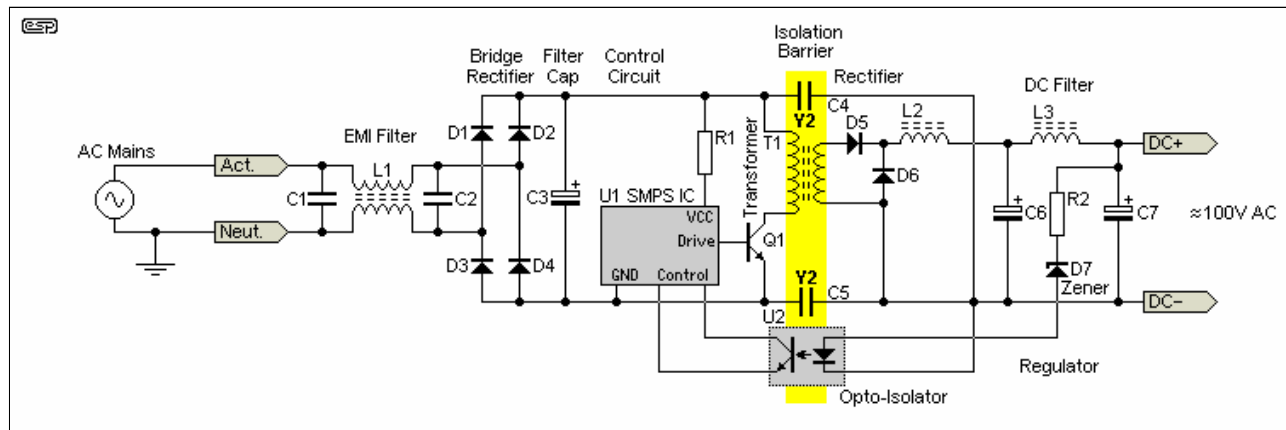 esp
Isolation
Barrier
Bridge
Rectifier
Filter
Cap
Control
Circuit
Rectifier
DC Filter
C4
D1
D2
EMI Filter
R1
T1
Y2
D5
L2
L3
AC Mains
Act.
L1
Transformer
DC+
D6
C1
C2
C3
+
U1 SMPS IC
VCC
Drive
Q1
+
C6
R2
+
C7
≈100V AC
Neut.
D3
D4
GND
Control
Y2
C5
D7
Zener
DC–
U2
Regulator
Opto-Isolator